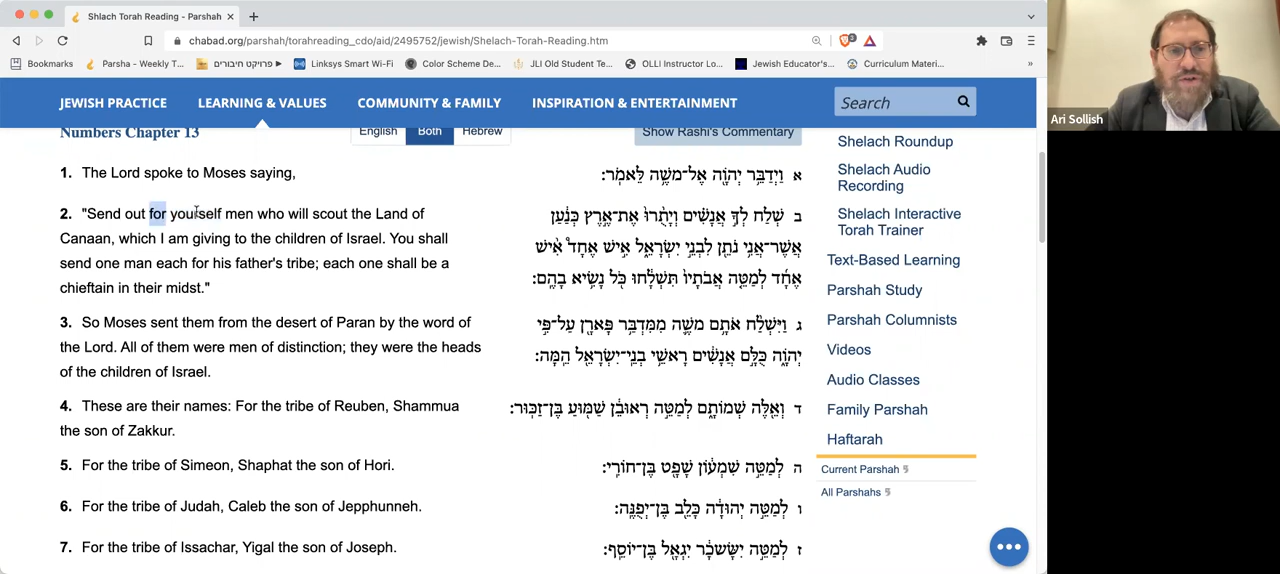 Shlach Torah Reading - Parshah
chabad.org/parshah/torahreading_cdo/aid/2495752/jewish/Shelach-Torah-Reading.htm
Bookmarks Parsha - Weekly T... פרויקט חיבורים Linksys Smart Wi-Fi Color Scheme De... JLI Old Student Te... OLLI Instructor Lo... Jewish Educator's... Curriculum Materi...
JEWISH PRACTICE LEARNING & VALUES COMMUNITY & FAMILY INSPIRATION & ENTERTAINMENT Search
Numbers Chapter 13 English Both Hebrew Show Rashi's Commentary
1. The Lord spoke to Moses saying,
א וַיְדַבֵּ֥ר יְהֹוָ֖ה אֶל־משֶׁ֥ה לֵּאמֹֽר:
2. "Send out for yourself men who will scout the Land of
Canaan, which I am giving to the children of Israel. You shall
send one man each for his father's tribe; each one shall be a
chieftain in their midst."
ב שְׁלַח לְךָ֣ אֲנָשִׁ֗ים וְיָתֻ֨רוּ֙ אֶת־אֶ֣רֶץ כְּנַ֔עַן
אֲשֶׁר־אֲנִ֥י נֹתֵ֖ן לִבְנֵ֣י יִשְׂרָאֵ֑ל אִ֣ישׁ אֶחָד֩ אִ֨ישׁ
אֶחָ֜ד לְמַטֵּ֤ה אֲבֹתָיו֙ תִּשְׁלָ֔חוּ כֹּ֖ל נָשִׂ֥יא בָהֶֽם:
3. So Moses sent them from the desert of Paran by the word of
the Lord. All of them were men of distinction; they were the heads
of the children of Israel.
ג וַיִּשְׁלַ֨ח אֹתָ֥ם משֶׁ֛ה מִמִּדְבַּ֥ר פָּארָ֖ן עַל־פִּ֣י
יְהֹוָ֑ה כֻּלָּ֣ם אֲנָשִׁ֔ים רָאשֵׁ֥י בְנֵֽי־יִשְׂרָאֵ֖ל הֵֽמָּה:
4. These are their names: For the tribe of Reuben, Shammua
the son of Zakkur.
ד וְאֵ֖לֶּה שְׁמוֹתָ֑ם לְמַטֵּ֣ה רְאוּבֵ֔ן שַׁמּ֖וּעַ בֶּן־זַכּֽוּר:
5. For the tribe of Simeon, Shaphat the son of Hori.
ה לְמַטֵּ֣ה שִׁמְע֔וֹן שָׁפָ֖ט בֶּן־חוֹרִֽי:
6. For the tribe of Judah, Caleb the son of Jepphunneh.
ו לְמַטֵּ֣ה יְהוּדָ֔ה כָּלֵ֖ב בֶּן־יְפֻנֶּֽה:
7. For the tribe of Issachar, Yigal the son of Joseph.
ז לְמַטֵּ֣ה יִשָּׂשכָ֔ר יִגְאָ֖ל בֶּן־יוֹסֵֽף:
Shelach Roundup
Shelach Audio
Recording
Shelach Interactive
Torah Trainer
Text-Based Learning
Parshah Study
Parshah Columnists
Videos
Audio Classes
Family Parshah
Haftarah
Current Parshah
All Parshahs
Ari Sollish